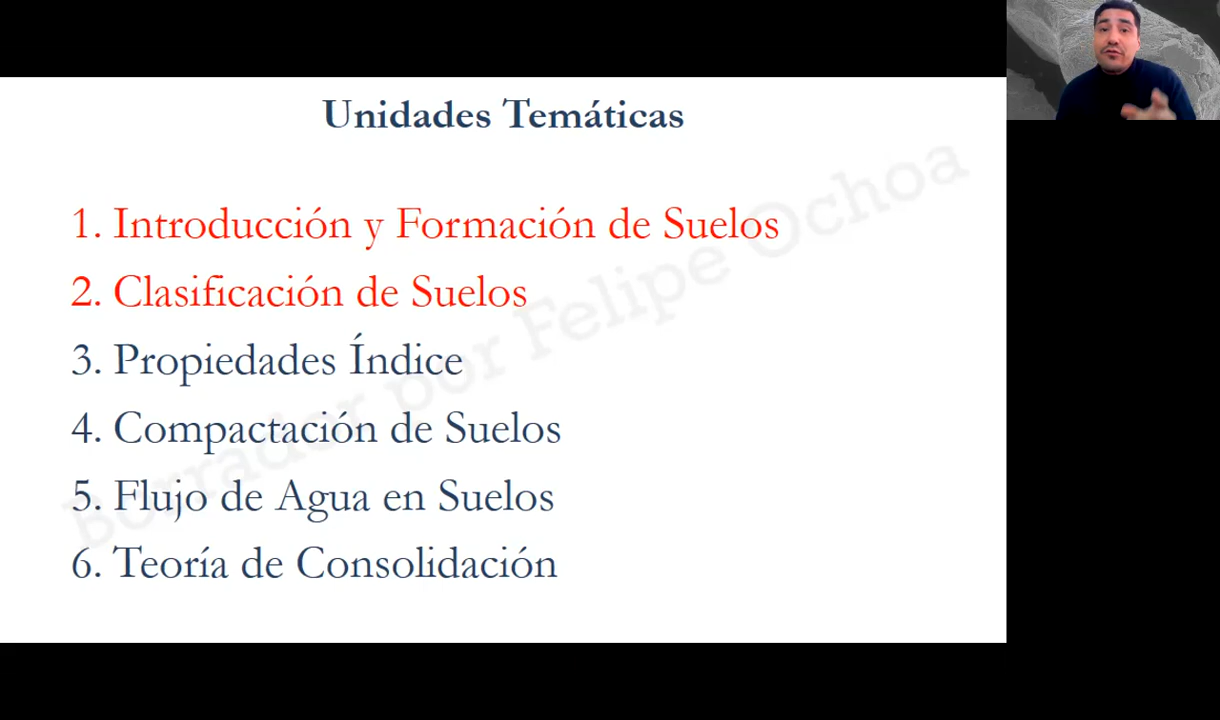 Unidades Temáticas
1. Introducción y Formación de Suelos
2. Clasificación de Suelos
3. Propiedades Índice
4. Compactación de Suelos
5. Flujo de Agua en Suelos
6. Teoría de Consolidación
Borrador por Felipe Ochoa